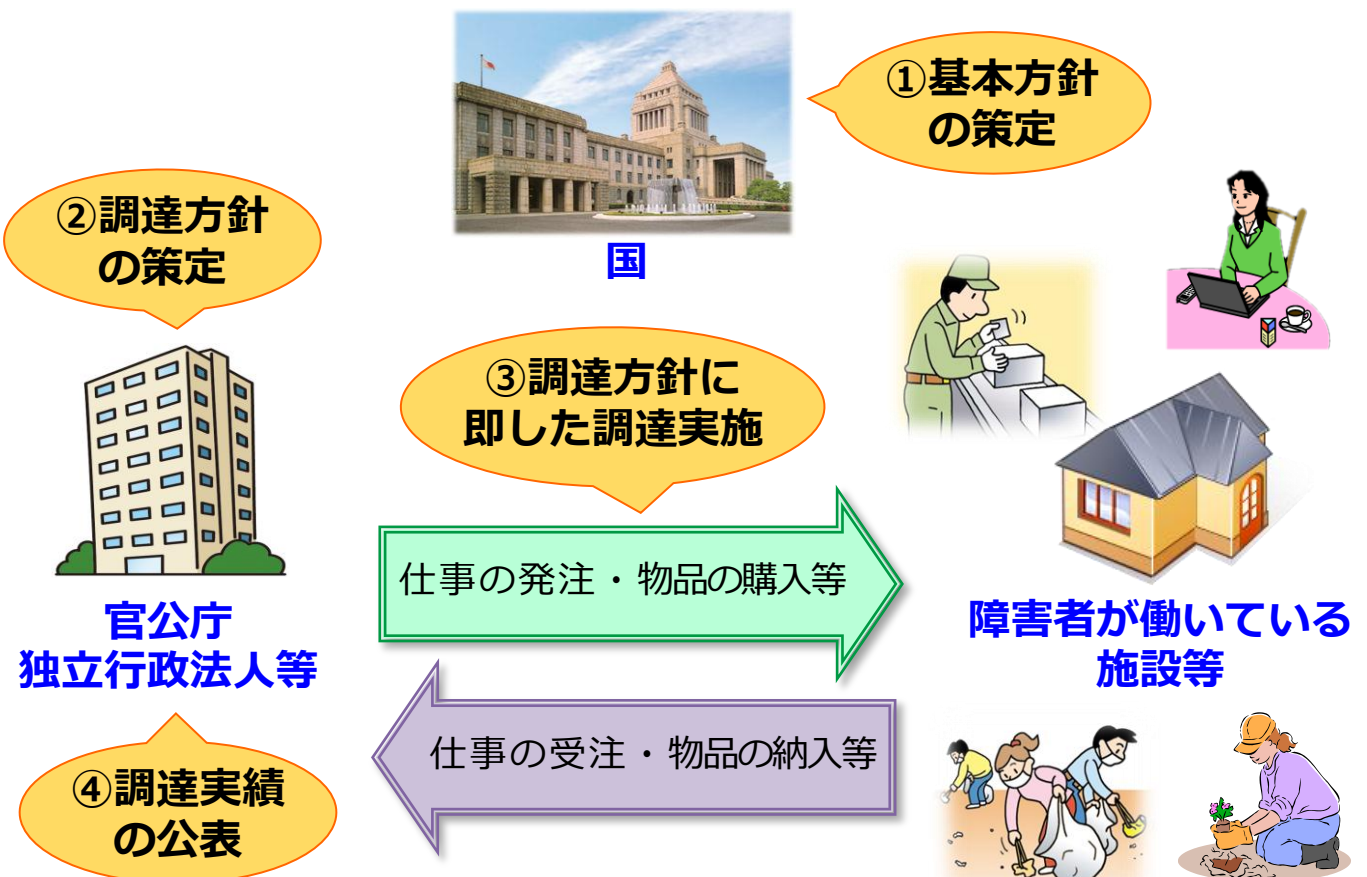 ①基本方針
の策定
国
②調達方針
の策定
③調達方針に
即した調達実施
仕事の発注・物品の購入等
官公庁
独立行政法人等
障害者が働いている
施設等
仕事の受注・物品の納入等
④調達実績
の公表